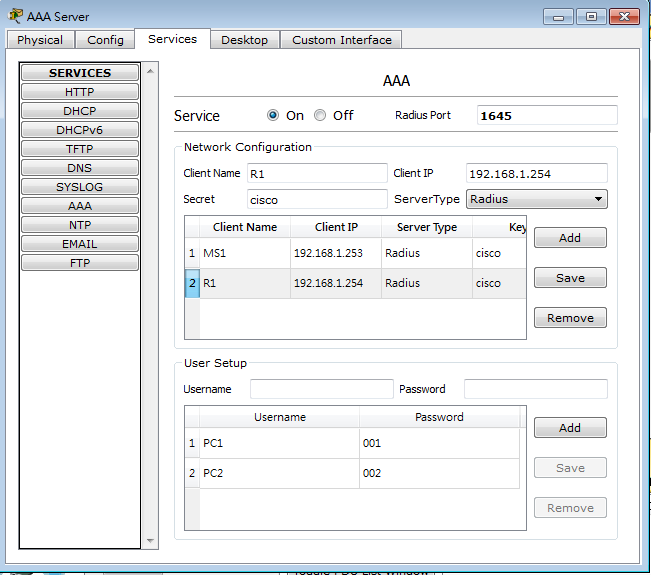 AAA Server
Physical Config Services Desktop Custom Interface
SERVICES
HTTP
DHCP
DHCPv6
TFTP
DNS
SYSLOG
AAA
NTP
EMAIL
FTP
AAA
Service On Off Radius Port 1645
Network Configuration
Client Name R1 Client IP 192.168.1.254
Secret cisco ServerType Radius
Client Name Client IP Server Type Key
1 MS1 192.168.1.253 Radius cisco
2 R1 192.168.1.254 Radius cisco
Add
Save
Remove
User Setup
Username Password
Username Password
1 PC1 001
2 PC2 002
Add
Save
Remove